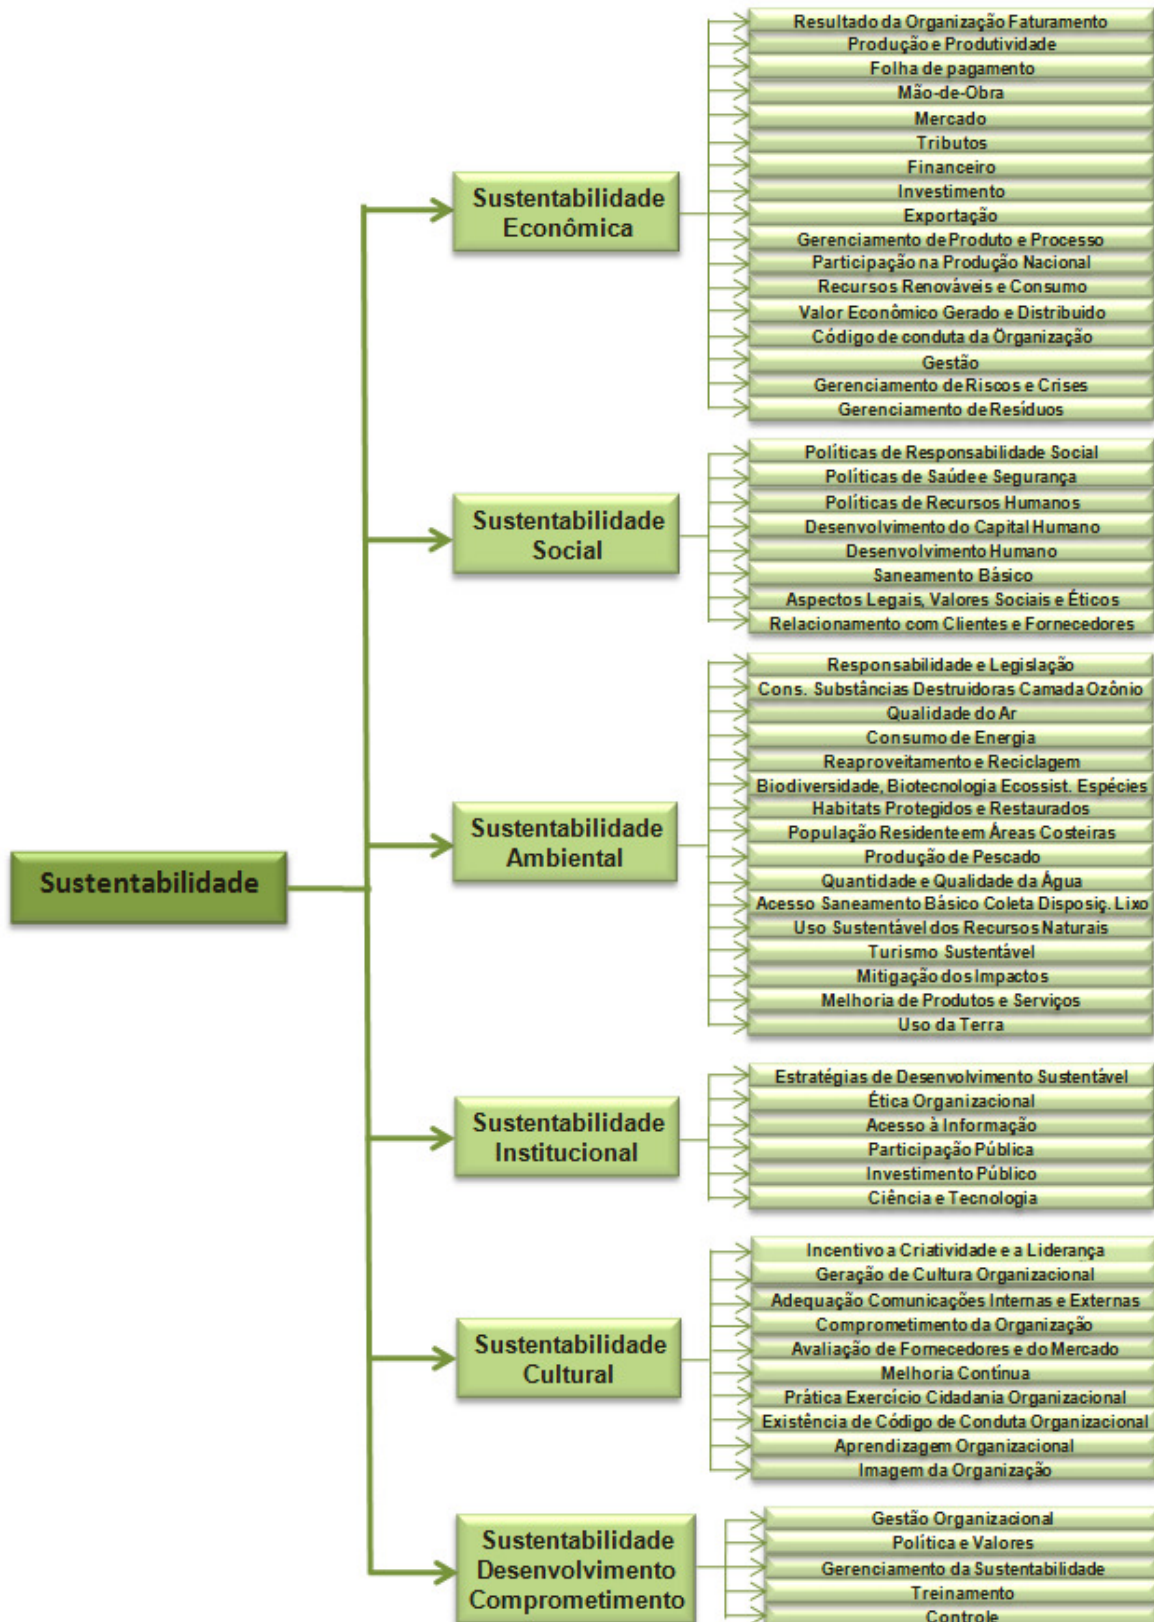 Sustentabilidade
Sustentabilidade
Econômica
Resultado da Organização Faturamento
Produção e Produtividade
Folha de pagamento
Mão-de-Obra
Mercado
Tributos
Financeiro
Investimento
Exportação
Gerenciamento de Produto e Processo
Participação na Produção Nacional
Recursos Renováveis e Consumo
Valor Econômico Gerado e Distribuido
Código de conduta da Örganização
Gestão
Gerenciamento de Riscos e Crises
Gerenciamento de Resíduos
Sustentabilidade
Social
Políticas de Responsabilidade Social
Políticas de Saúde e Segurança
Políticas de Recursos Humanos
Desenvolvimento do Capital Humano
Desenvolvimento Humano
Saneamento Básico
Aspectos Legais, Valores Sociais e Éticos
Relacionamento com Clientes e Fornecedores
Sustentabilidade
Ambiental
Responsabilidade e Legislação
Cons. Substâncias Destruidoras Camada Ozônio
Qualidade do Ar
Consumo de Energia
Reaproveitamento e Reciclagem
Biodiversidade, Biotecnologia Ecossist. Espécies
Habitats Protegidos e Restaurados
População Residente em Áreas Costeiras
Produção de Pescado
Quantidade e Qualidade da Água
Acesso Saneamento Básico Coleta Disposiç. Lixo
Uso Sustentável dos Recursos Naturais
Turismo Sustentável
Mitigação dos Impactos
Melhoria de Produtos e Serviços
Uso da Terra
Sustentabilidade
Institucional
Estratégias de Desenvolvimento Sustentável
Ética Organizacional
Acesso à Informação
Participação Pública
Investimento Público
Ciência e Tecnologia
Sustentabilidade
Cultural
Incentivo a Criatividade e a Liderança
Geração de Cultura Organizacional
Adequação Comunicações Internas e Externas
Comprometimento da Organização
Avaliação de Fornecedores e do Mercado
Melhoria Contínua
Prática Exercício Cidadania Organizacional
Existência de Código de Conduta Organizacional
Aprendizagem Organizacional
Imagem da Organização
Sustentabilidade
Desenvolvimento
Comprometimento
Gestão Organizacional
Política e Valores
Gerenciamento da Sustentabilidade
Treinamento
Controle